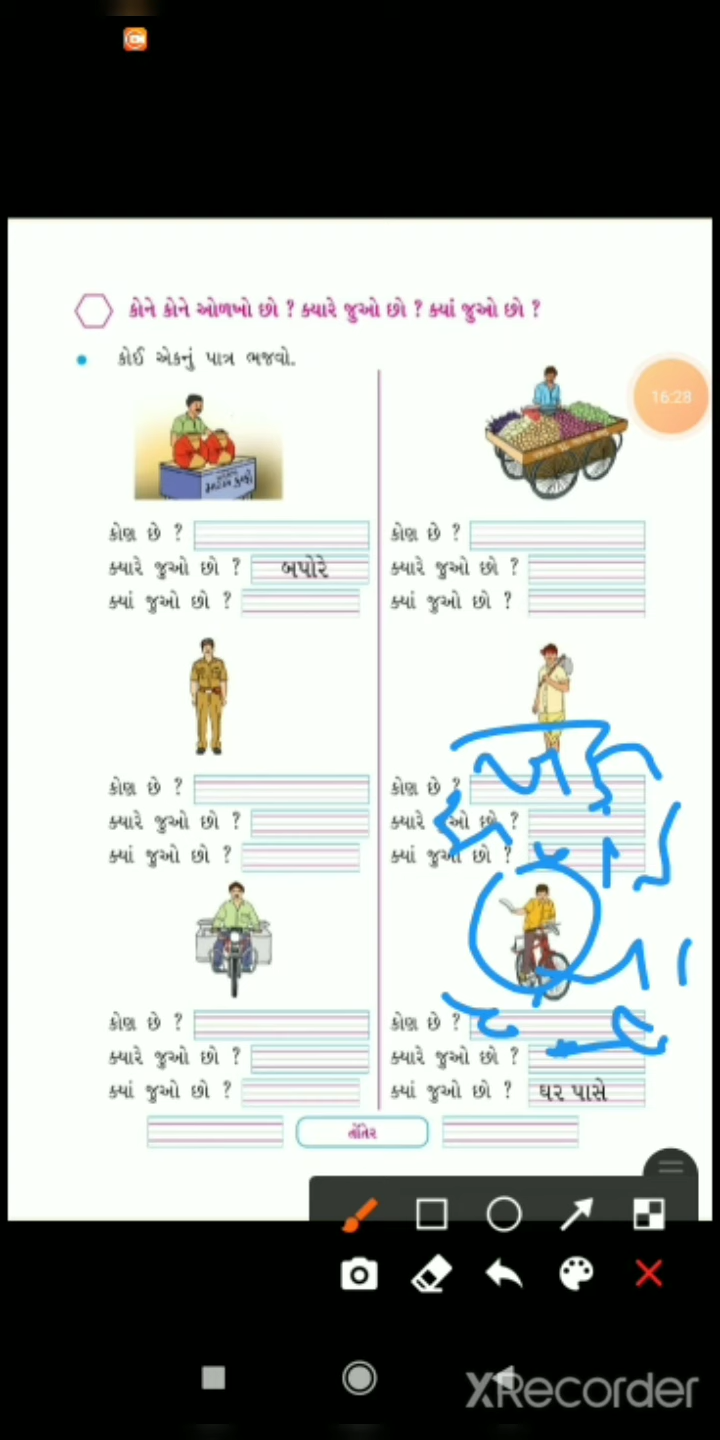 કોને કોને ઓળખો છો ? ક્યારે જુઓ છો ? ક્યાં જુઓ છો ?
કોઈ એકનું પાત્ર ભજવો.
16:28
કોણ છે ?
ક્યારે જુઓ છો ? બપોરે
ક્યાં જુઓ છો ?
કોણ છે ?
ક્યારે જુઓ છો ?
ક્યાં જુઓ છો ?
કોણ છે ?
ક્યારે જુઓ છો ?
ક્યાં જુઓ છો ?
કોણ છે ?
ક્યારે ઓ છો ?
ક્યાં જુઓ છો ?
કોણ છે ?
ક્યારે જુઓ છો ?
ક્યાં જુઓ છો ?
કોણ છે ?
ક્યારે જુઓ છો ?
ક્યાં જુઓ છો ? ઘર પાસે
તોંતેર
XRecorder